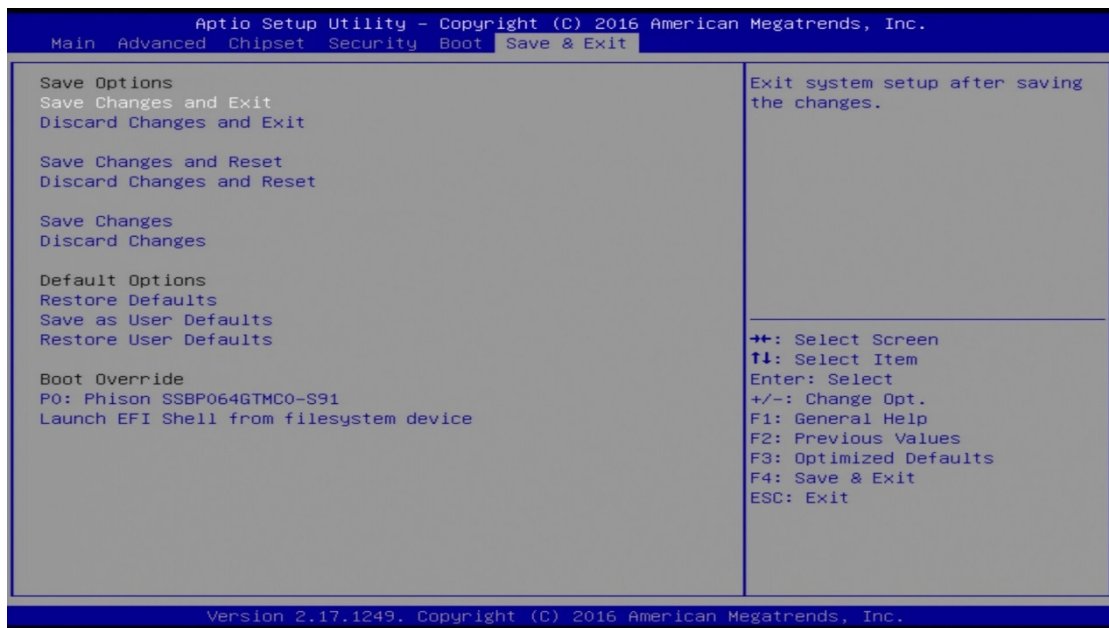 Aptio Setup Utility – Copyright (C) 2016 American Megatrends, Inc.
Main Advanced Chipset Security Boot Save & Exit
Save Options
Save Changes and Exit
Discard Changes and Exit
Save Changes and Reset
Discard Changes and Reset
Save Changes
Discard Changes
Default Options
Restore Defaults
Save as User Defaults
Restore User Defaults
Boot Override
P0: Phison SSBP064GTMC0-S91
Launch EFI Shell from filesystem device
Exit system setup after saving
the changes.
→←: Select Screen
↑↓: Select Item
Enter: Select
+/-: Change Opt.
F1: General Help
F2: Previous Values
F3: Optimized Defaults
F4: Save & Exit
ESC: Exit
Version 2.17.1249. Copyright (C) 2016 American Megatrends, Inc.